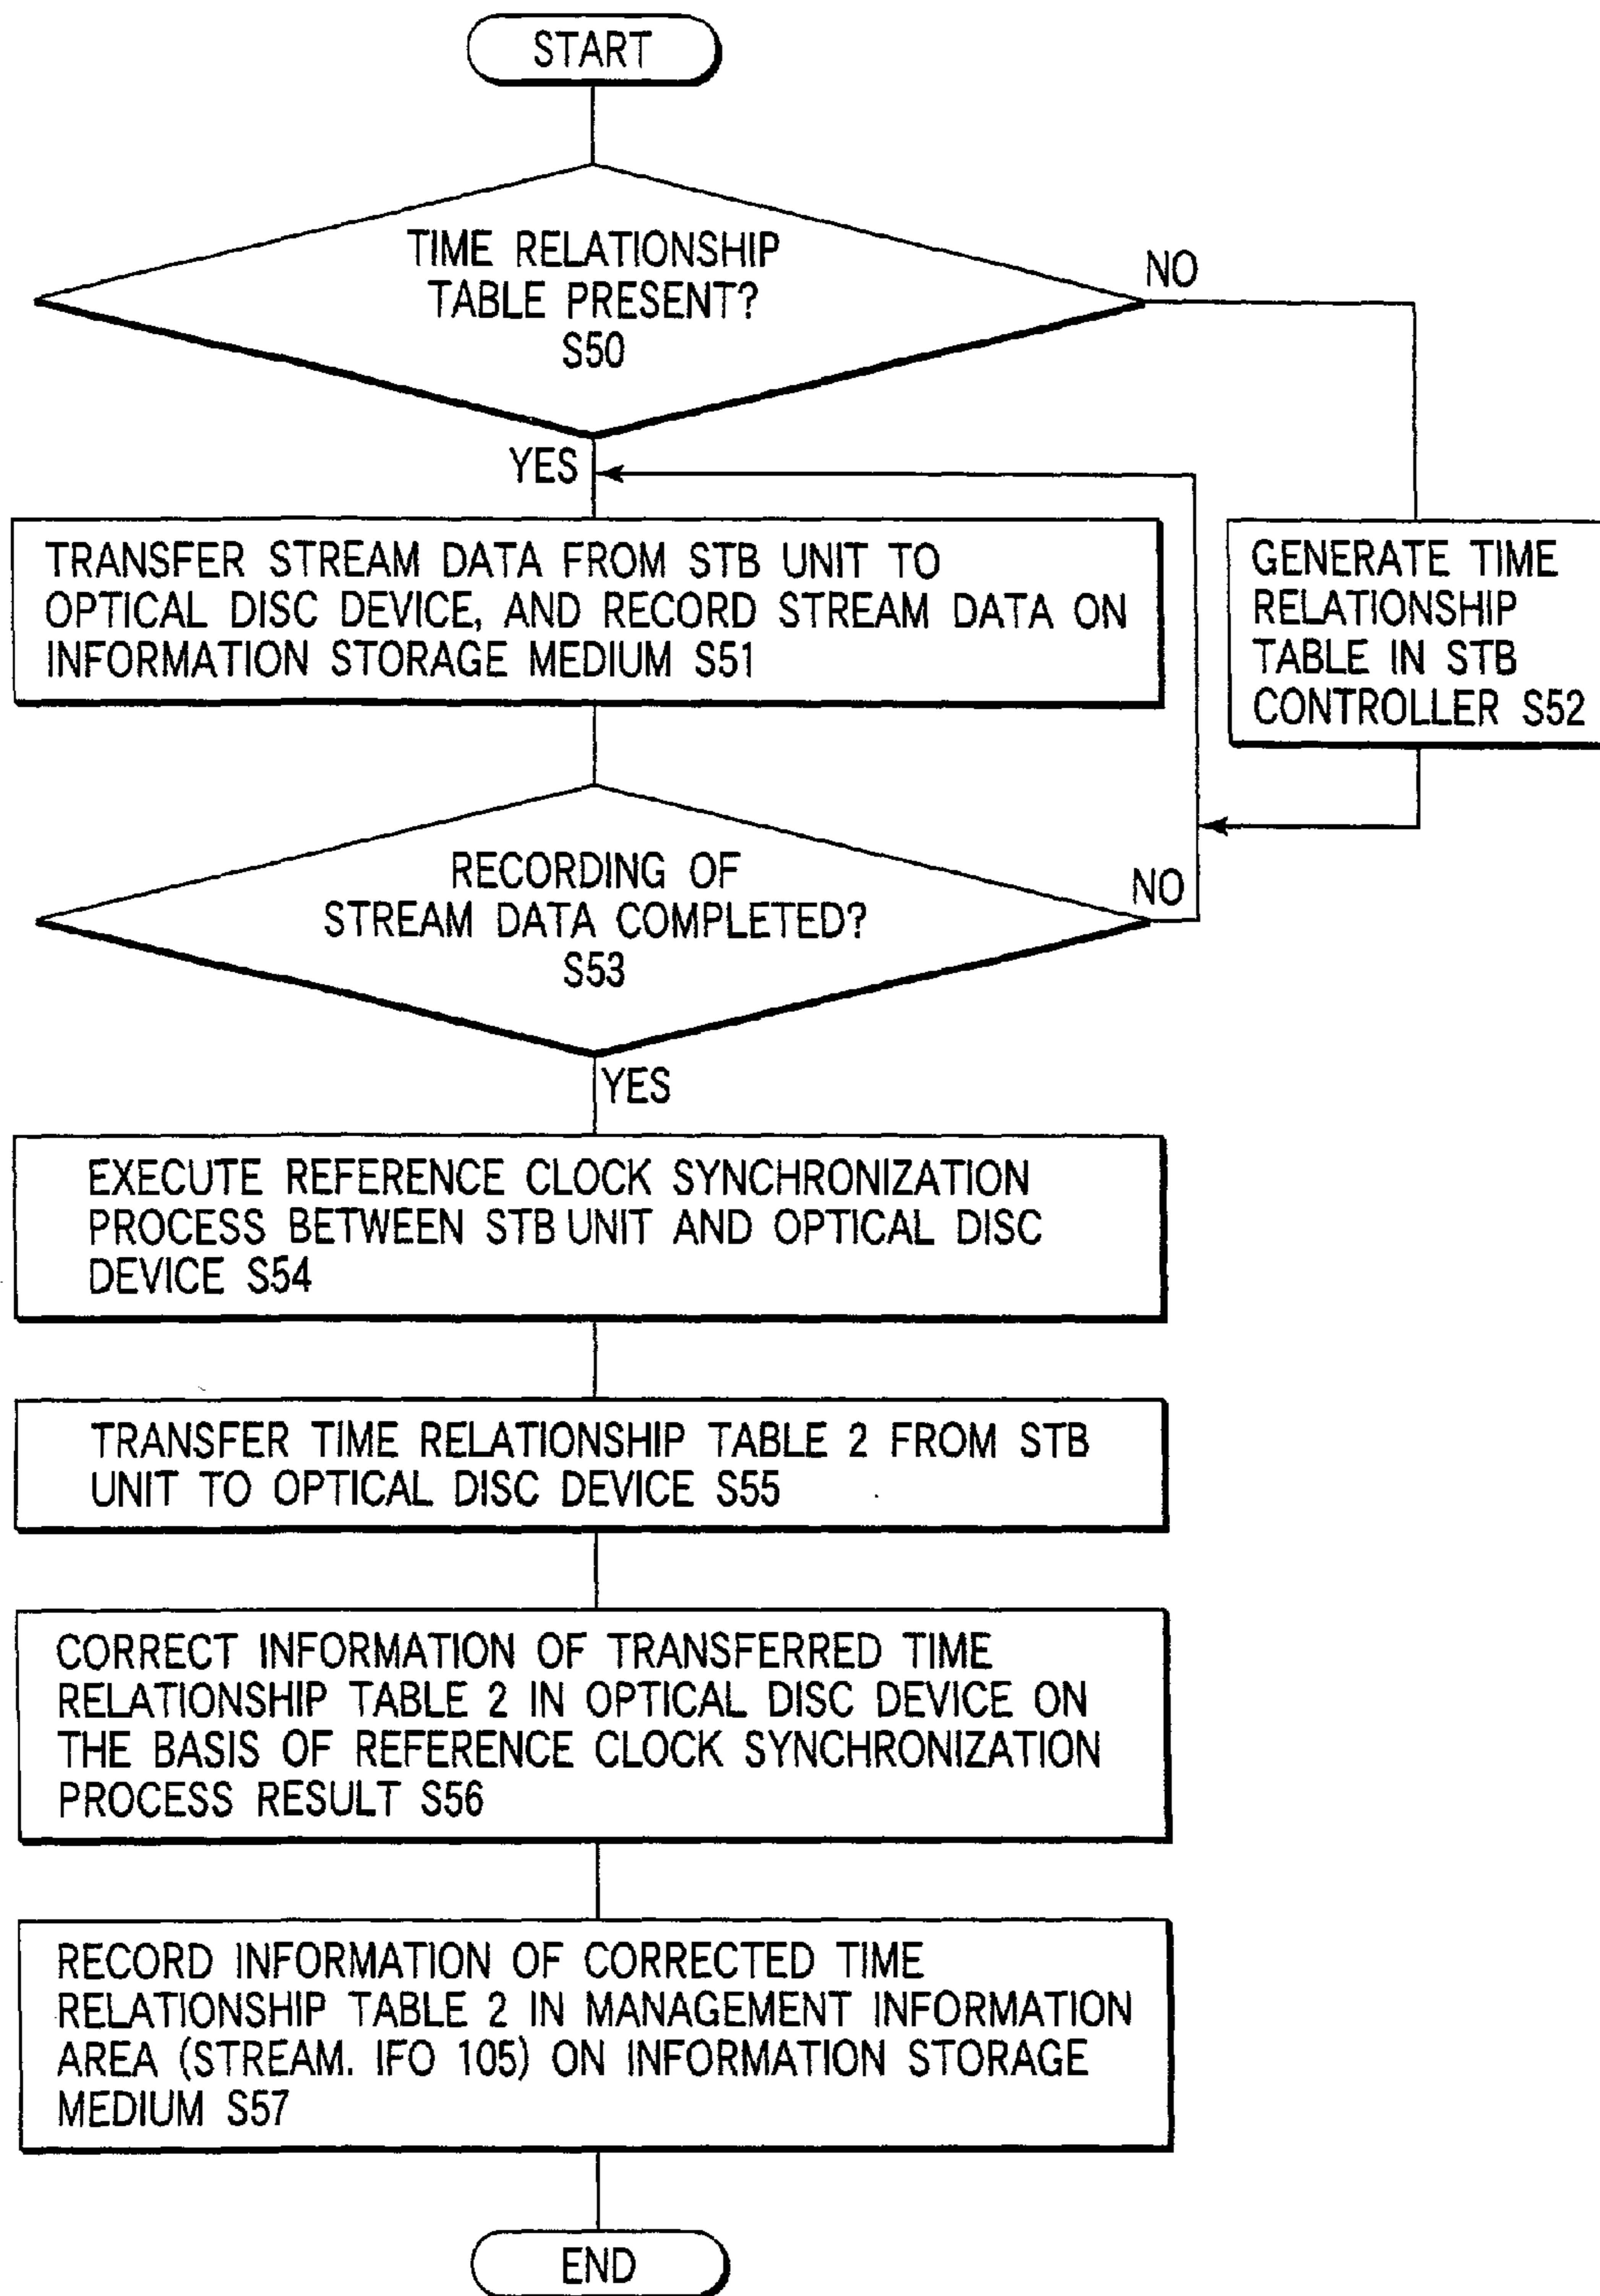 START
TIME RELATIONSHIP
TABLE PRESENT?
S50
NO
YES
TRANSFER STREAM DATA FROM STB UNIT TO
OPTICAL DISC DEVICE, AND RECORD STREAM DATA ON
INFORMATION STORAGE MEDIUM S51
GENERATE TIME
RELATIONSHIP
TABLE IN STB
CONTROLLER S52
RECORDING OF
STREAM DATA COMPLETED?
S53
NO
YES
EXECUTE REFERENCE CLOCK SYNCHRONIZATION
PROCESS BETWEEN STB UNIT AND OPTICAL DISC
DEVICE S54
TRANSFER TIME RELATIONSHIP TABLE 2 FROM STB
UNIT TO OPTICAL DISC DEVICE S55
CORRECT INFORMATION OF TRANSFERRED TIME
RELATIONSHIP TABLE 2 IN OPTICAL DISC DEVICE ON
THE BASIS OF REFERENCE CLOCK SYNCHRONIZATION
PROCESS RESULT S56
RECORD INFORMATION OF CORRECTED TIME
RELATIONSHIP TABLE 2 IN MANAGEMENT INFORMATION
AREA (STREAM. IFO 105) ON INFORMATION STORAGE
MEDIUM S57
END